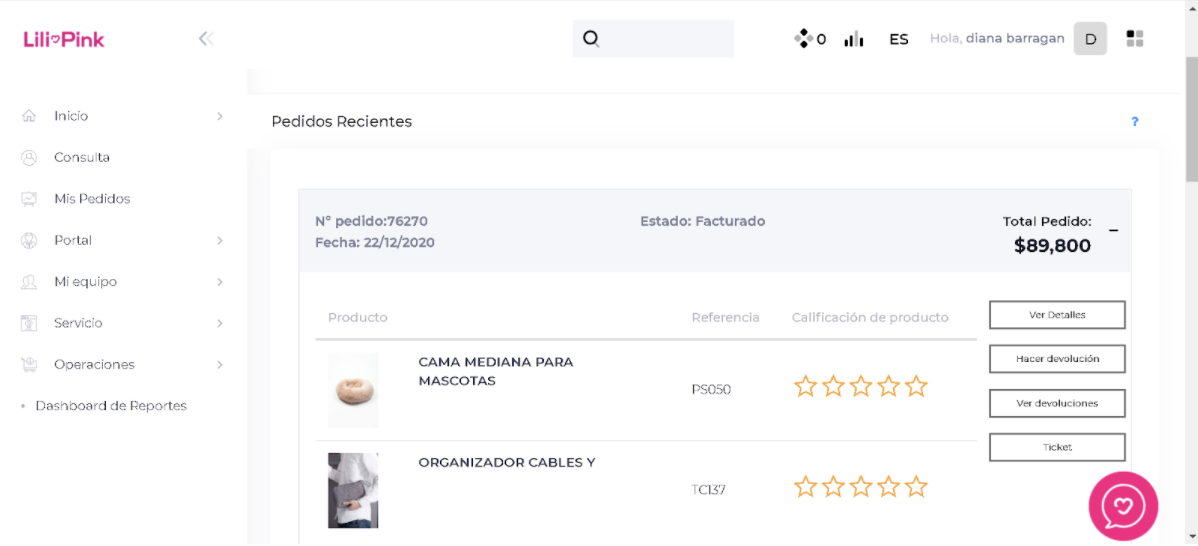 Lili♡Pink
0
ES
Hola, diana barragan
D
Inicio
Consulta
Mis Pedidos
Portal
Mi equipo
Servicio
Operaciones
• Dashboard de Reportes
Pedidos Recientes
?
N° pedido:76270
Fecha: 22/12/2020
Estado: Facturado
Total Pedido:
$89,800
Producto
Referencia
Calificación de producto
CAMA MEDIANA PARA
MASCOTAS
PS050
ORGANIZADOR CABLES Y
TC137
Ver Detalles
Hacer devolución
Ver devoluciones
Ticket